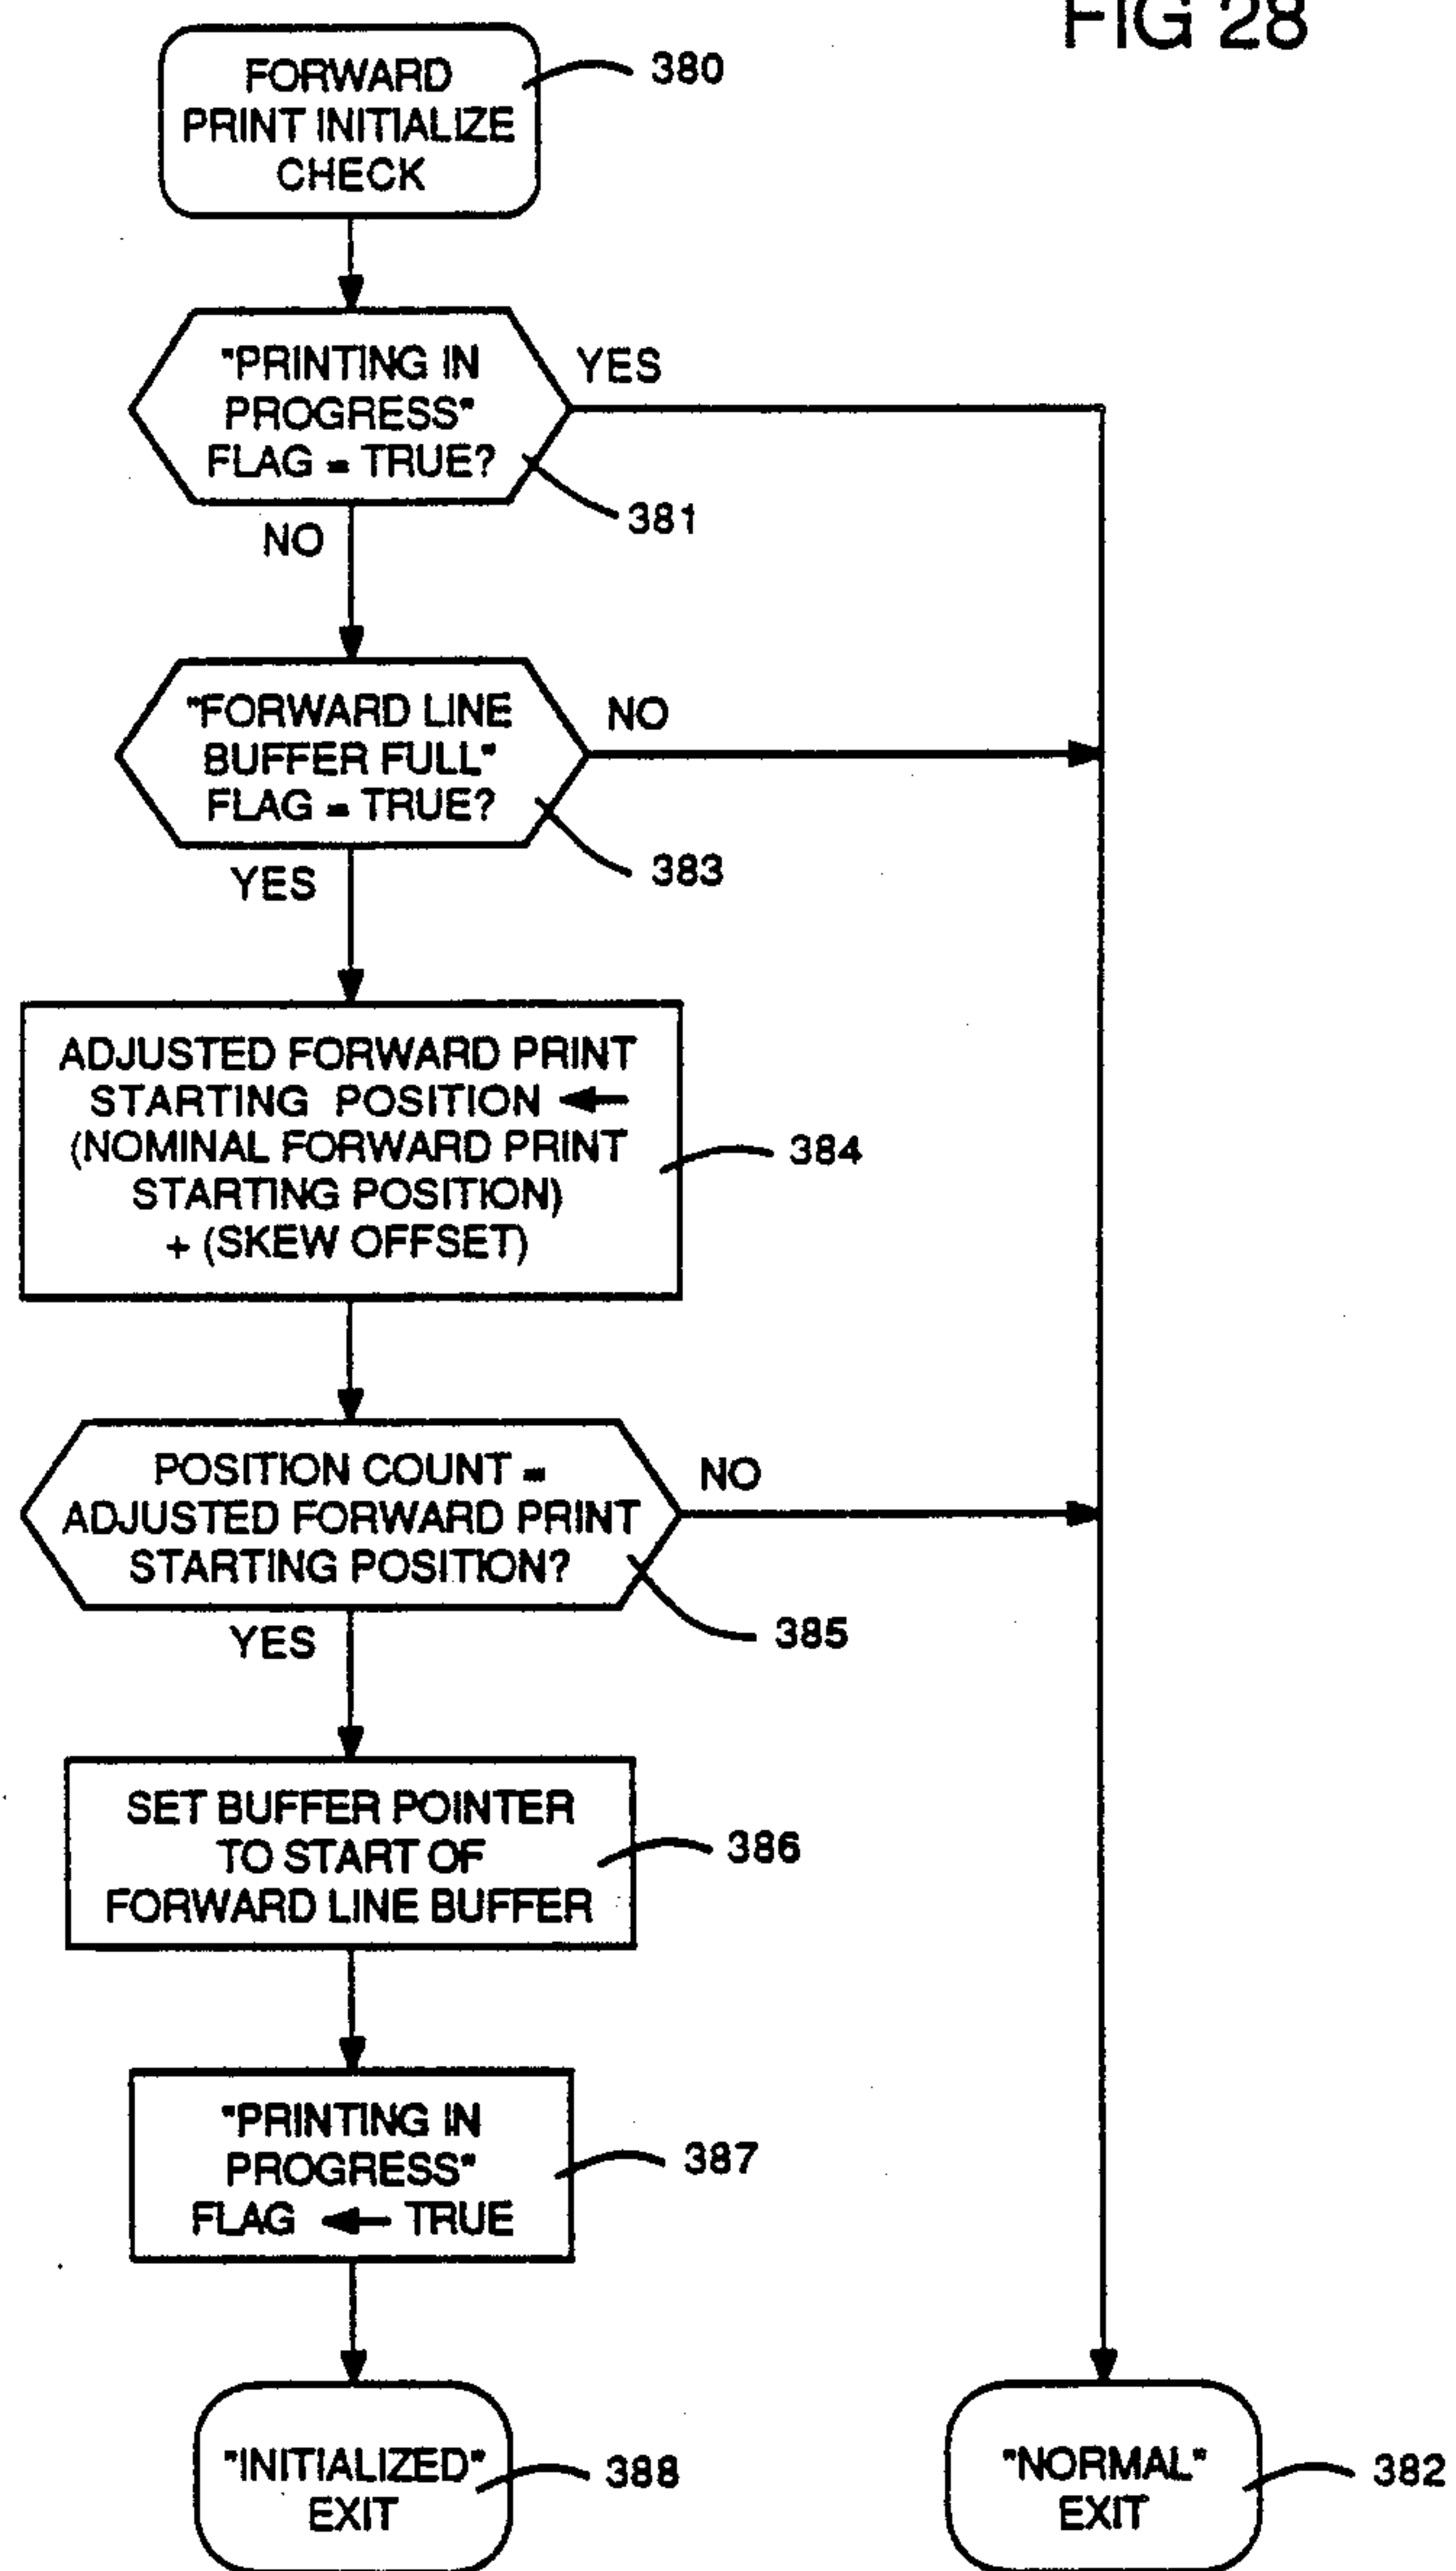 FIG 28
FORWARD
PRINT INITIALIZE
CHECK
380
"PRINTING IN
PROGRESS"
FLAG = TRUE?
YES
381
NO
"FORWARD LINE
BUFFER FULL"
FLAG = TRUE?
NO
383
YES
ADJUSTED FORWARD PRINT
STARTING POSITION ←
(NOMINAL FORWARD PRINT
STARTING POSITION)
+ (SKEW OFFSET)
384
POSITION COUNT =
ADJUSTED FORWARD PRINT
STARTING POSITION?
NO
385
YES
SET BUFFER POINTER
TO START OF
FORWARD LINE BUFFER
386
"PRINTING IN
PROGRESS"
FLAG ← TRUE
387
"INITIALIZED"
EXIT
388
"NORMAL"
EXIT
382